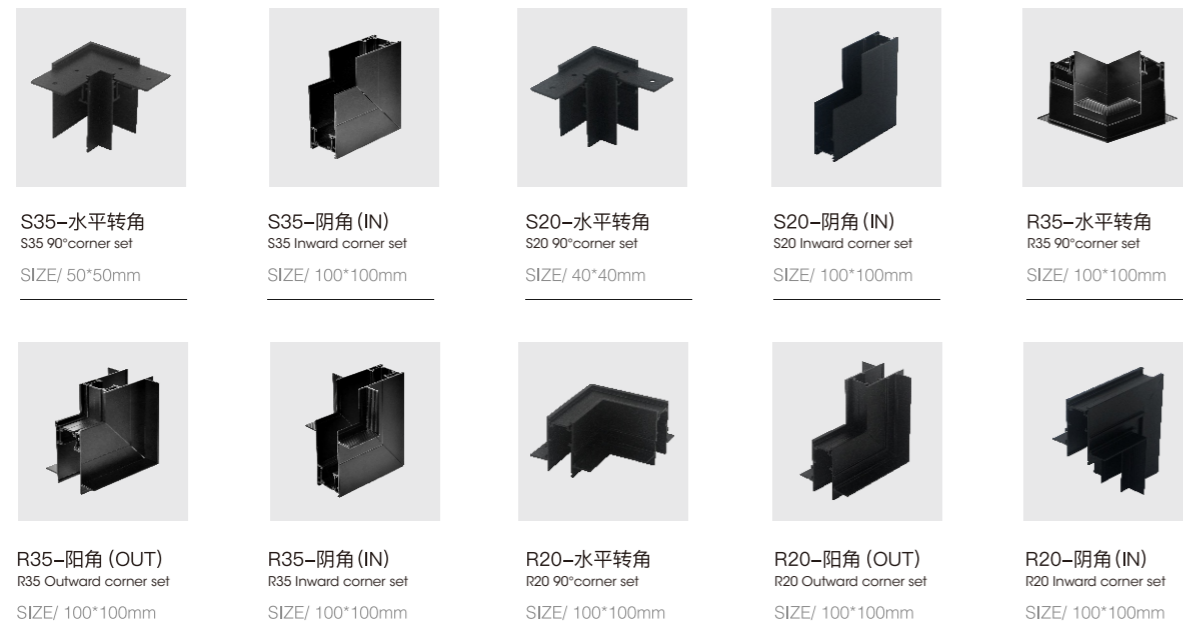 S35–水平转角
S35 90°corner set
SIZE/ 50*50mm
S35–阴角(IN)
S35 Inward corner set
SIZE/ 100*100mm
S20–水平转角
S20 90°corner set
SIZE/ 40*40mm
S20–阴角(IN)
S20 Inward corner set
SIZE/ 100*100mm
R35–水平转角
R35 90°corner set
SIZE/ 100*100mm
R35–阳角(OUT)
R35 Outward corner set
SIZE/ 100*100mm
R35–阴角(IN)
R35 Inward corner set
SIZE/ 100*100mm
R20–水平转角
R20 90°corner set
SIZE/ 100*100mm
R20–阳角(OUT)
R20 Outward corner set
SIZE/ 100*100mm
R20–阴角(IN)
R20 Inward corner set
SIZE/ 100*100mm